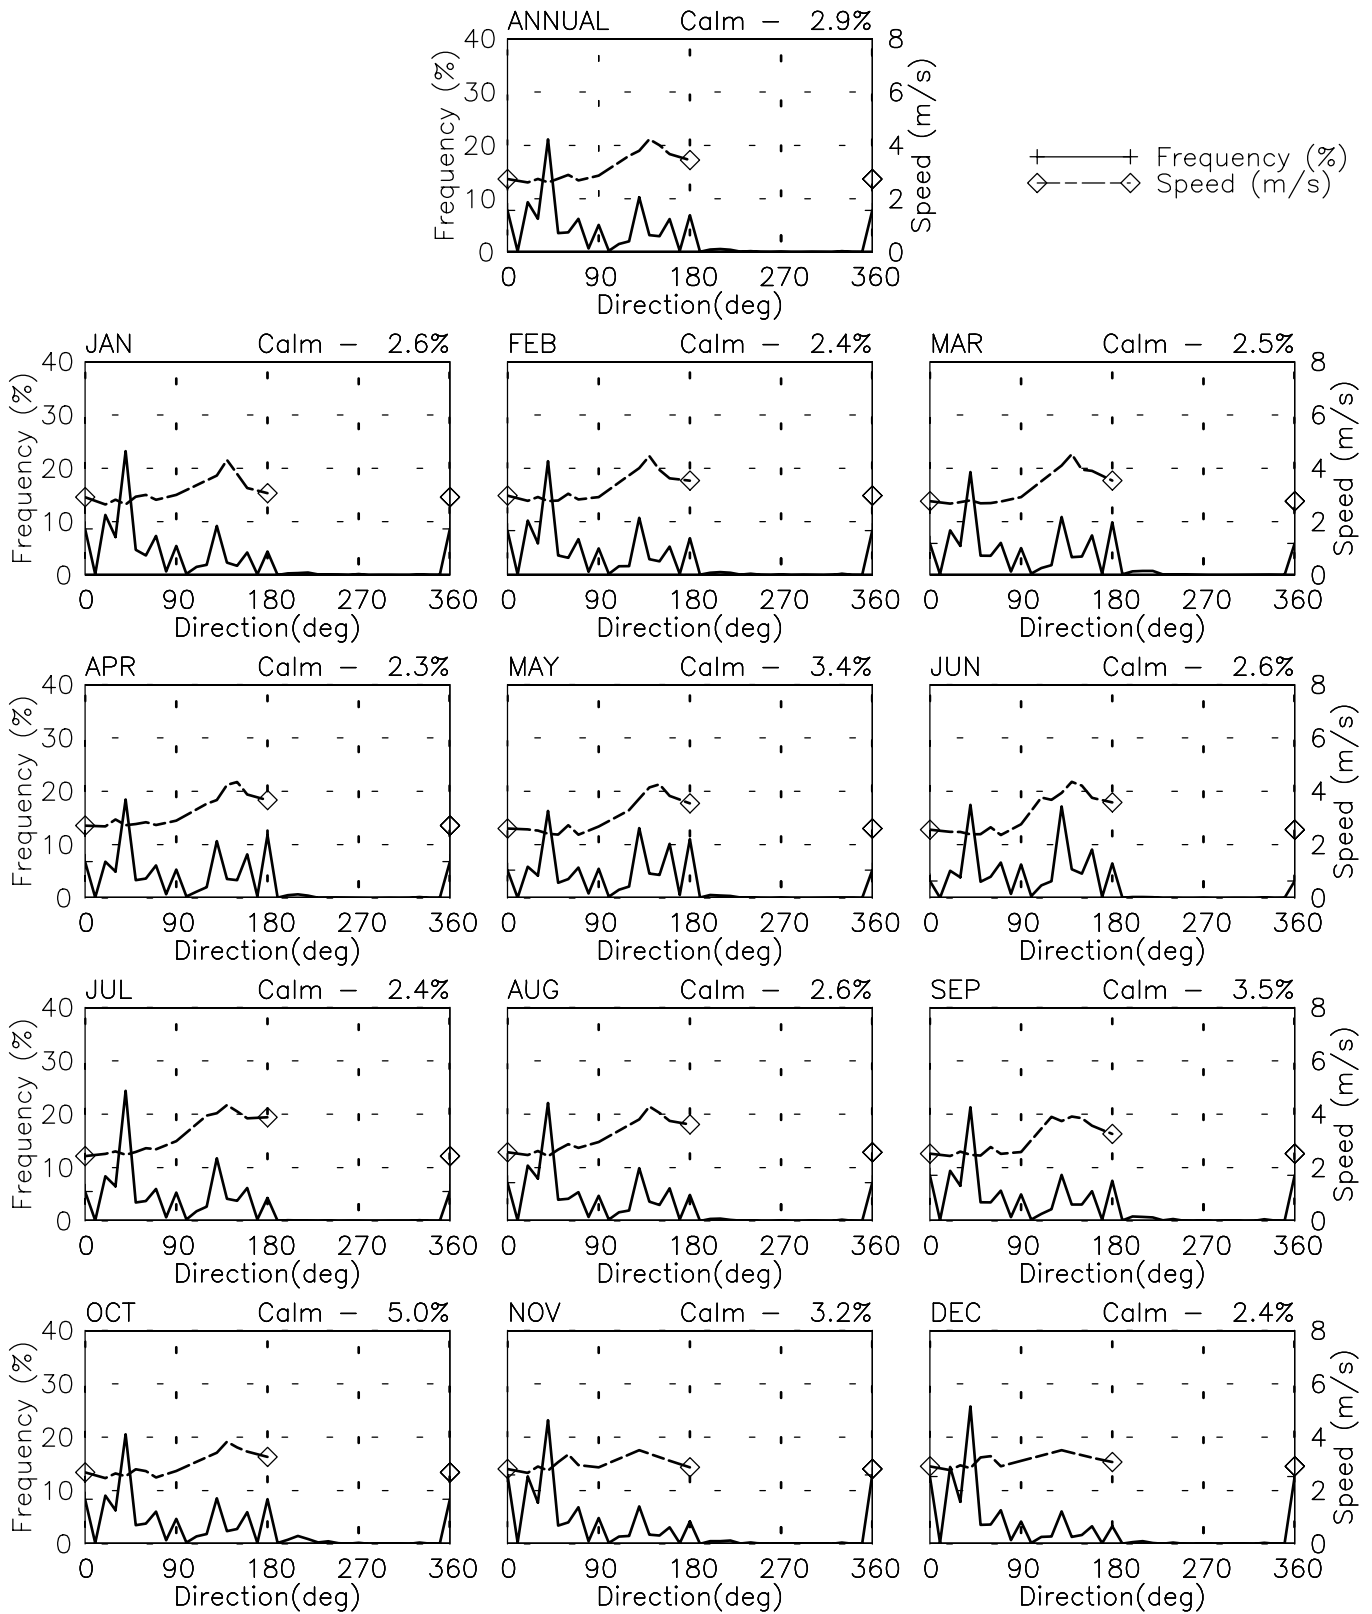 ANNUAL Calm - 2.9%
40 8
30 6
20 4
10 2
0 0
Frequency (%)
Speed (m/s)
0 90 180 270 360
Direction(deg)
Frequency (%)
Speed (m/s)
JAN Calm - 2.6%
40
30
20
10
0
Frequency (%)
0 90 180 270 360
Direction(deg)
FEB Calm - 2.4%
0 90 180 270 360
Direction(deg)
MAR Calm - 2.5%
8
6
4
2
0
Speed (m/s)
0 90 180 270 360
Direction(deg)
APR Calm - 2.3%
40
30
20
10
0
Frequency (%)
0 90 180 270 360
Direction(deg)
MAY Calm - 3.4%
0 90 180 270 360
Direction(deg)
JUN Calm - 2.6%
8
6
4
2
0
Speed (m/s)
0 90 180 270 360
Direction(deg)
JUL Calm - 2.4%
40
30
20
10
0
Frequency (%)
0 90 180 270 360
Direction(deg)
AUG Calm - 2.6%
0 90 180 270 360
Direction(deg)
SEP Calm - 3.5%
8
6
4
2
0
Speed (m/s)
0 90 180 270 360
Direction(deg)
OCT Calm - 5.0%
40
30
20
10
0
Frequency (%)
0 90 180 270 360
Direction(deg)
NOV Calm - 3.2%
0 90 180 270 360
Direction(deg)
DEC Calm - 2.4%
8
6
4
2
0
Speed (m/s)
0 90 180 270 360
Direction(deg)